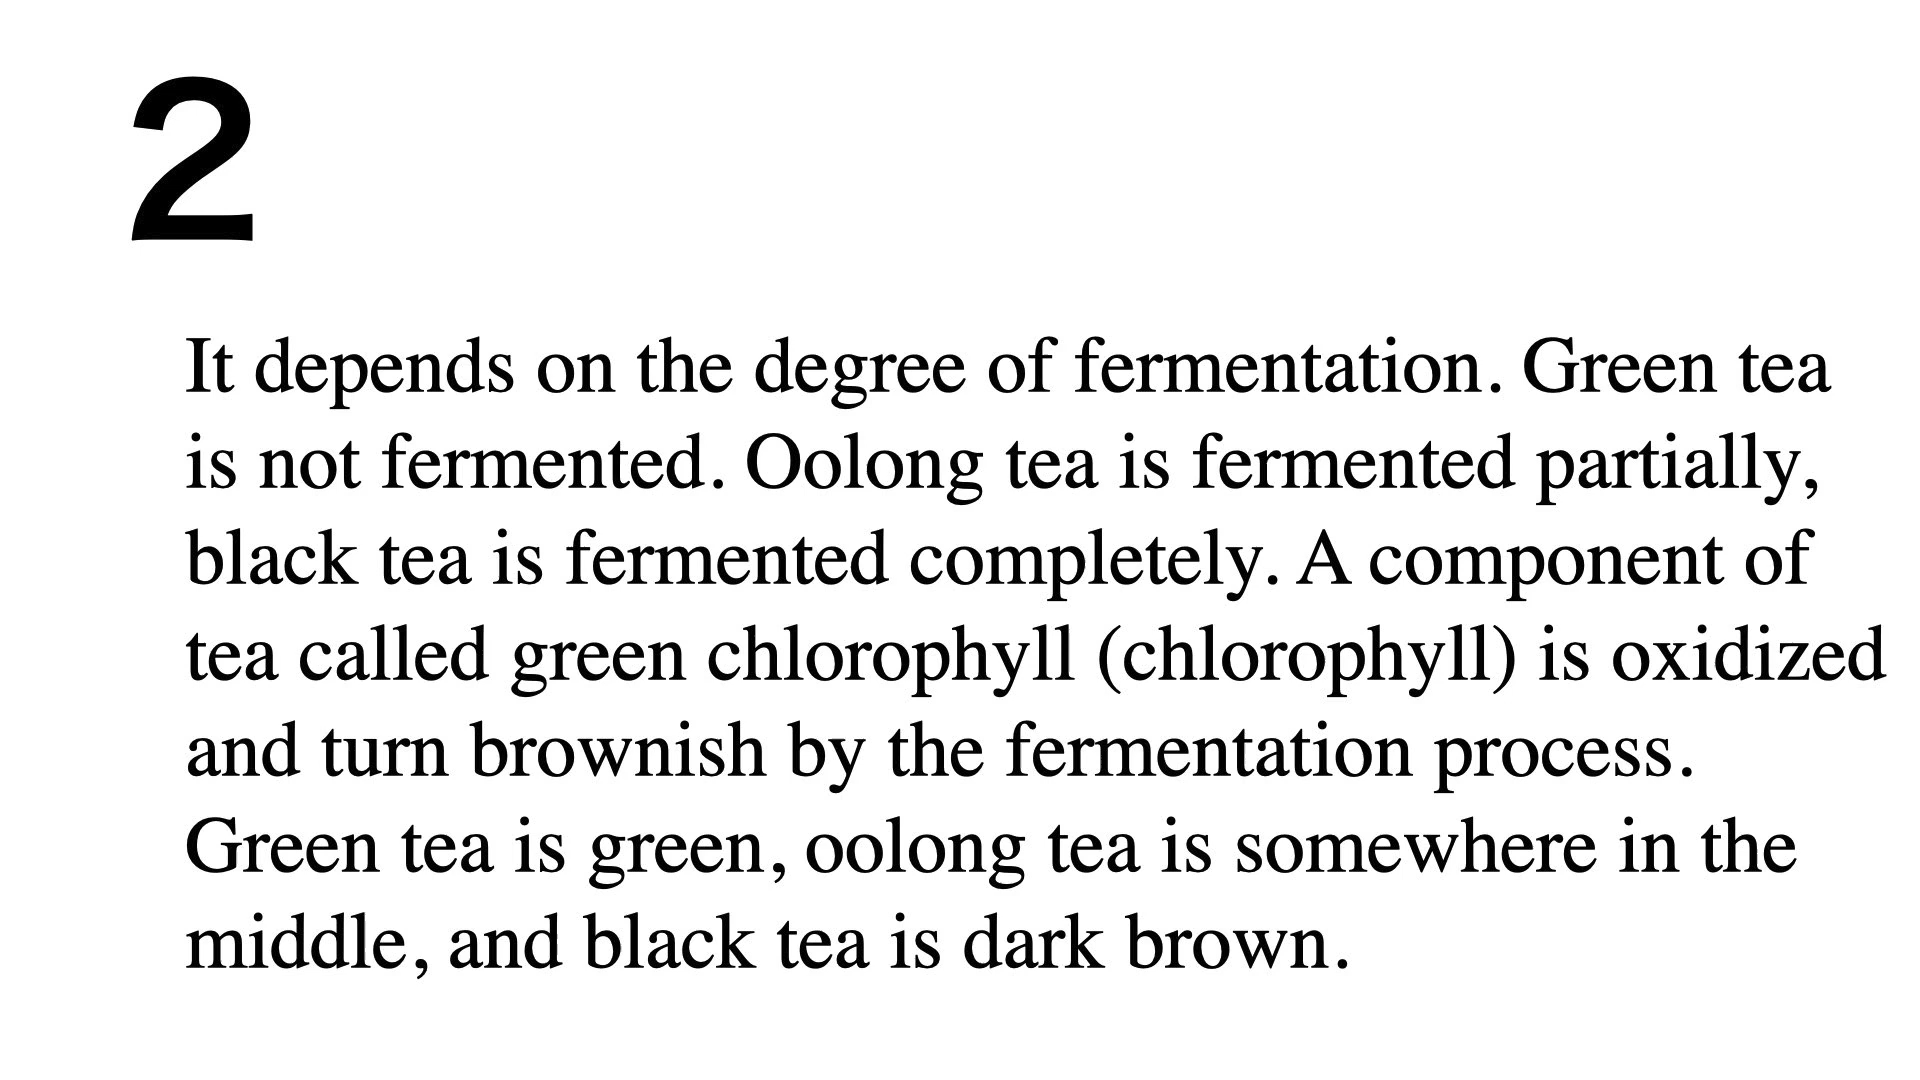 2
It depends on the degree of fermentation. Green tea
is not fermented. Oolong tea is fermented partially,
black tea is fermented completely. A component of
tea called green chlorophyll (chlorophyll) is oxidized
and turn brownish by the fermentation process.
Green tea is green, oolong tea is somewhere in the
middle, and black tea is dark brown.